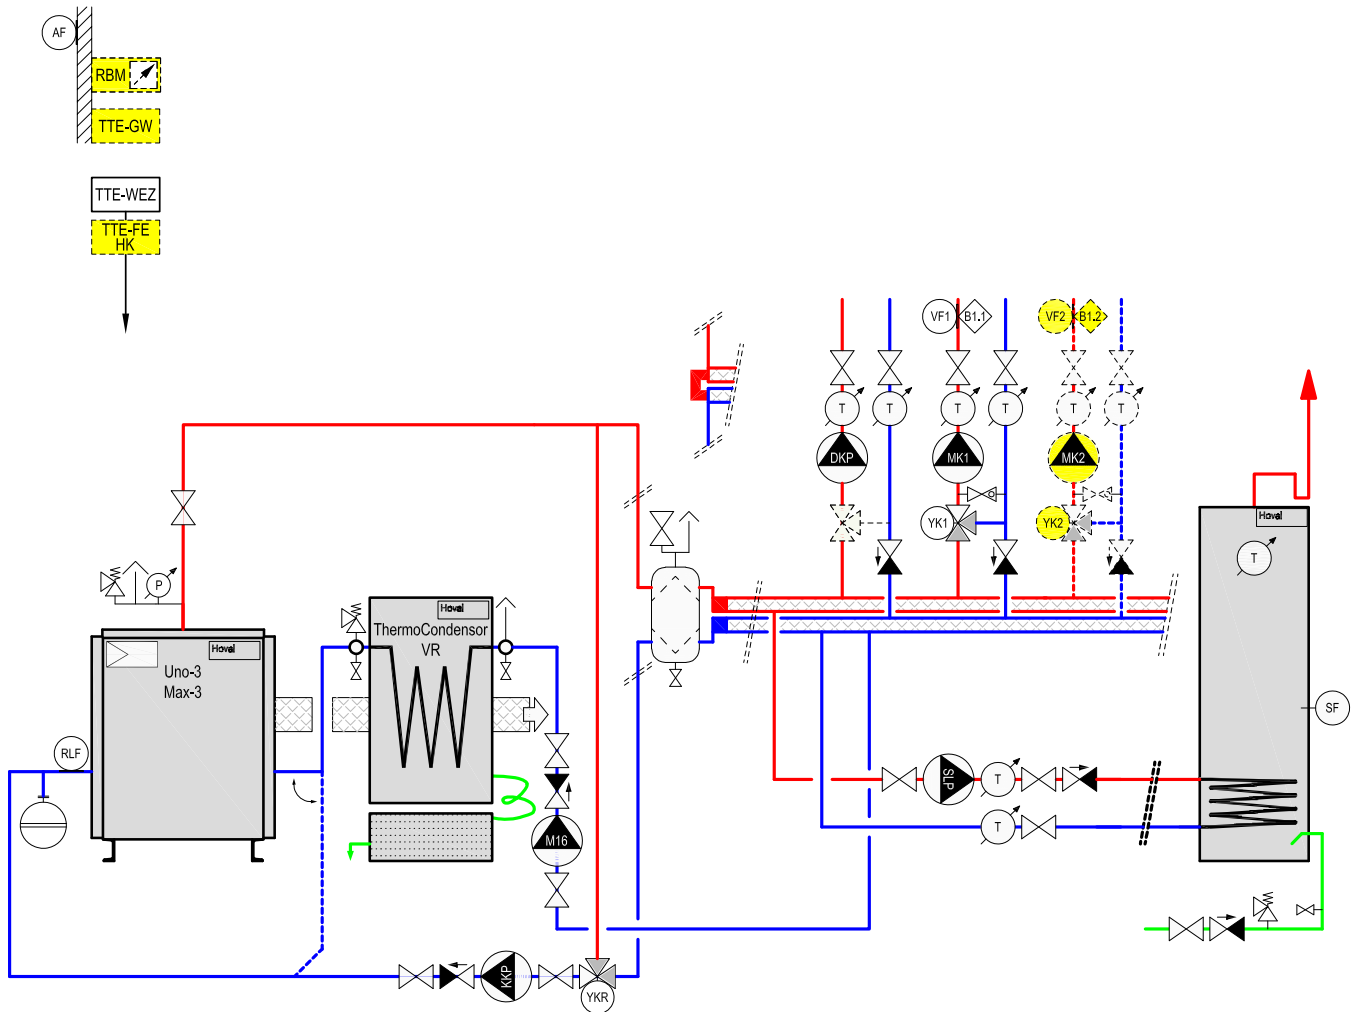 AF
RBM
TTE-GW
TTE-WEZ
TTE-FE
HK
VF1
B1.1
VF2
B1.2
T
T
T
T
T
T
DKP
MK1
MK2
YK1
YK2
P
Hoval
Uno-3
Max-3
Hoval
ThermoCondensor
VR
Hoval
T
RLF
SF
SLP
T
T
M16
KKP
YKR